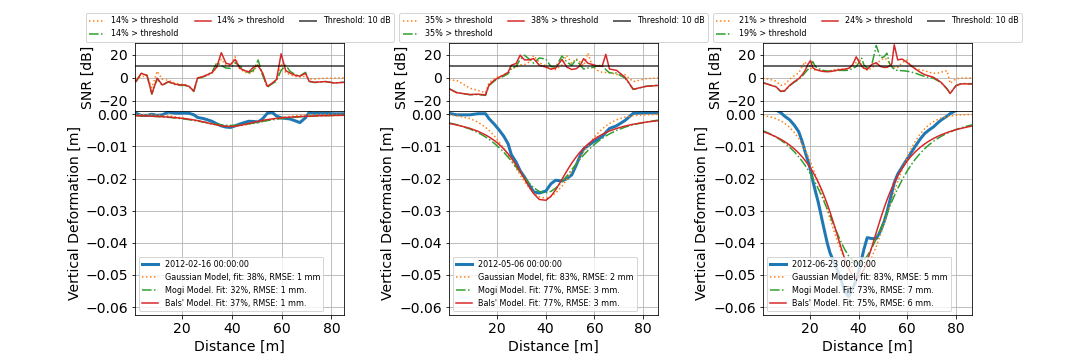 14% > threshold 14% > threshold Threshold: 10 dB
14% > threshold
35% > threshold 38% > threshold Threshold: 10 dB
35% > threshold
21% > threshold 24% > threshold Threshold: 10 dB
19% > threshold
SNR [dB]
20
0
−20
SNR [dB]
20
0
−20
SNR [dB]
20
0
−20
Vertical Deformation [m]
0.00
−0.01
−0.02
−0.03
−0.04
−0.05
−0.06
2012-02-16 00:00:00
Gaussian Model, fit: 38%, RMSE: 1 mm
Mogi Model. Fit: 32%, RMSE: 1 mm.
Bals' Model. Fit: 37%, RMSE: 1 mm.
20 40 60 80
Distance [m]
Vertical Deformation [m]
0.00
−0.01
−0.02
−0.03
−0.04
−0.05
−0.06
2012-05-06 00:00:00
Gaussian Model, fit: 83%, RMSE: 2 mm
Mogi Model. Fit: 77%, RMSE: 3 mm.
Bals' Model. Fit: 77%, RMSE: 3 mm.
20 40 60 80
Distance [m]
Vertical Deformation [m]
0.00
−0.01
−0.02
−0.03
−0.04
−0.05
−0.06
2012-06-23 00:00:00
Gaussian Model, fit: 83%, RMSE: 5 mm
Mogi Model. Fit: 73%, RMSE: 7 mm.
Bals' Model. Fit: 75%, RMSE: 6 mm.
20 40 60 80
Distance [m]